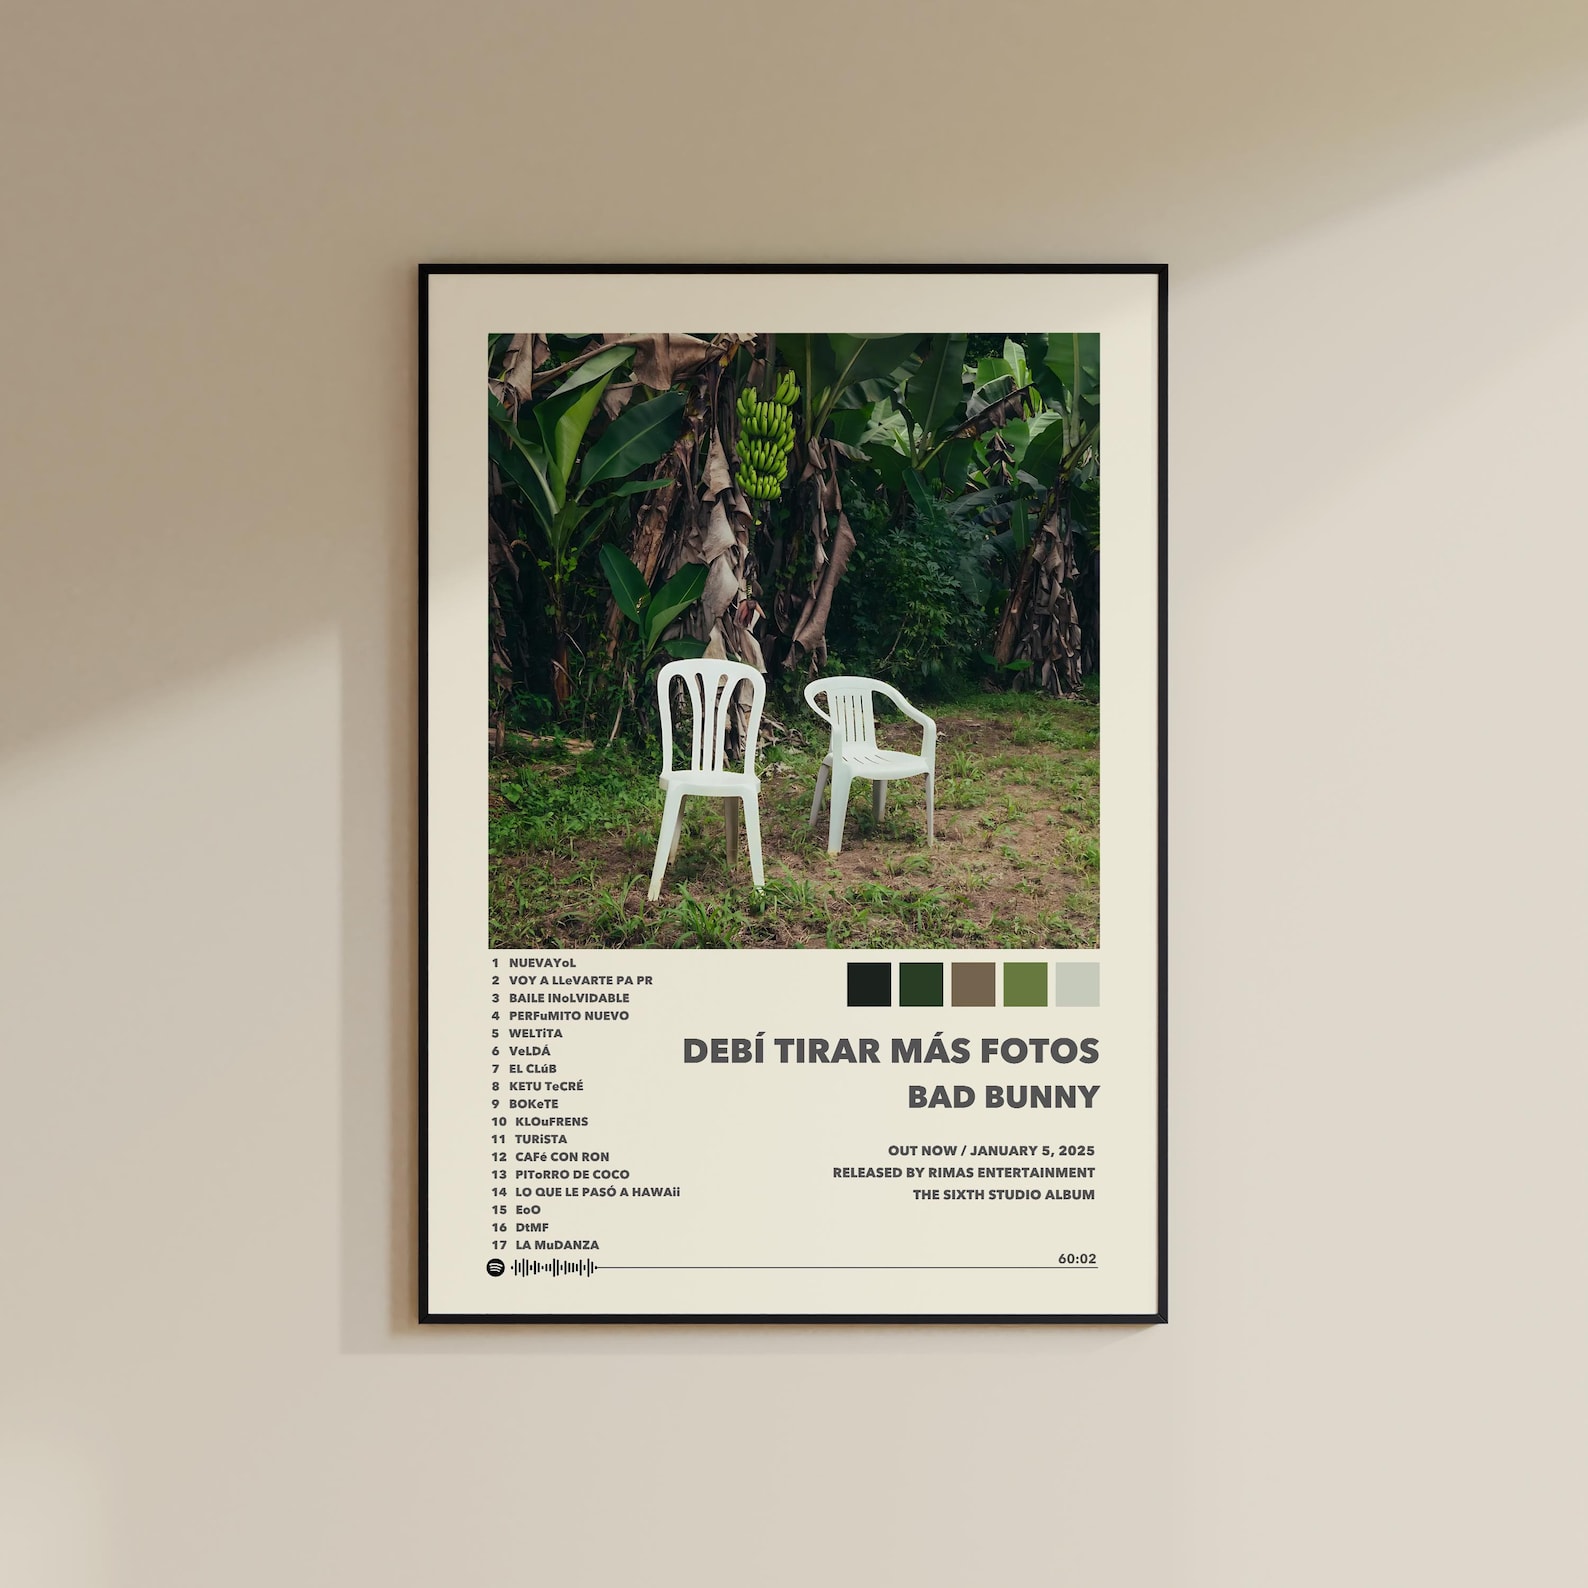 1 NUEVAYoL
2 VOY A LLeVARTE PA PR
3 BAILE INoLVIDABLE
4 PERFuMITO NUEVO
5 WELTiTA
6 VeLDÁ
7 EL CLúB
8 KETU TeCRÉ
9 BOKeTE
10 KLOuFRENS
11 TURiSTA
12 CAFé CON RON
13 PIToRRO DE COCO
14 LO QUE LE PASÓ A HAWAii
15 EoO
16 DtMF
17 LA MuDANZA
DEBÍ TIRAR MÁS FOTOS
BAD BUNNY
OUT NOW / JANUARY 5, 2025
RELEASED BY RIMAS ENTERTAINMENT
THE SIXTH STUDIO ALBUM
60:02